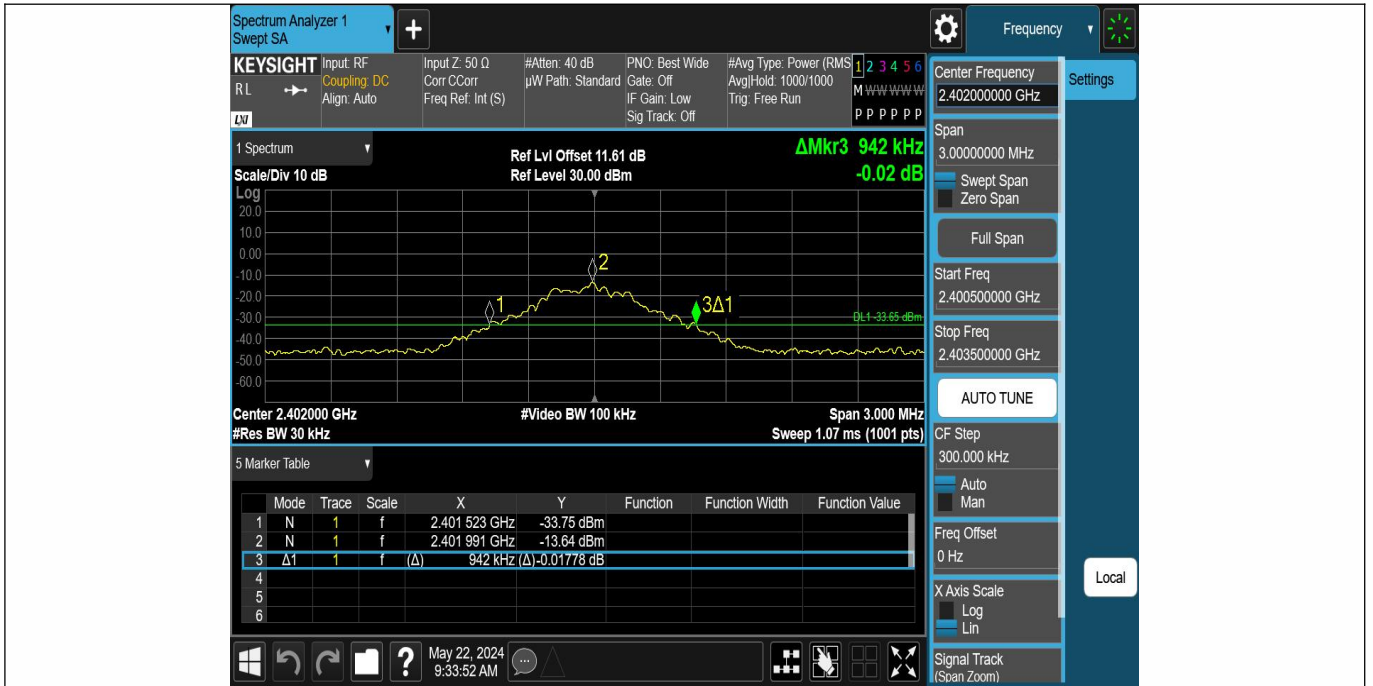 Spectrum Analyzer 1
Swept SA
+
Frequency
KEYSIGHT
R L
LXI
Input: RF
Coupling: DC
Align: Auto
Input Z: 50 Ω
Corr CCorr
Freq Ref: Int (S)
#Atten: 40 dB
µW Path: Standard
PNO: Best Wide
Gate: Off
IF Gain: Low
Sig Track: Off
#Avg Type: Power (RMS
Avg|Hold: 1000/1000
Trig: Free Run
1 2 3 4 5 6
M W W W W W
P P P P P P
1 Spectrum
Scale/Div 10 dB
Ref Lvl Offset 11.61 dB
Ref Level 30.00 dBm
ΔMkr3 942 kHz
-0.02 dB
Log
20.0
10.0
0.00
-10.0
-20.0
-30.0
-40.0
-50.0
-60.0
1
2
3Δ1
DL1 -33.65 dBm
Center 2.402000 GHz
#Video BW 100 kHz
Span 3.000 MHz
#Res BW 30 kHz
Sweep 1.07 ms (1001 pts)
5 Marker Table
Mode Trace Scale X Y Function Function Width Function Value
1 N 1 f 2.401 523 GHz -33.75 dBm
2 N 1 f 2.401 991 GHz -13.64 dBm
3 Δ1 1 f (Δ) 942 kHz (Δ)-0.01778 dB
4
5
6
?
May 22, 2024
9:33:52 AM
Center Frequency
2.402000000 GHz
Settings
Span
3.00000000 MHz
Swept Span
Zero Span
Full Span
Start Freq
2.400500000 GHz
Stop Freq
2.403500000 GHz
AUTO TUNE
CF Step
300.000 kHz
Auto
Man
Freq Offset
0 Hz
X Axis Scale
Log
Lin
Signal Track
(Span Zoom)
Local